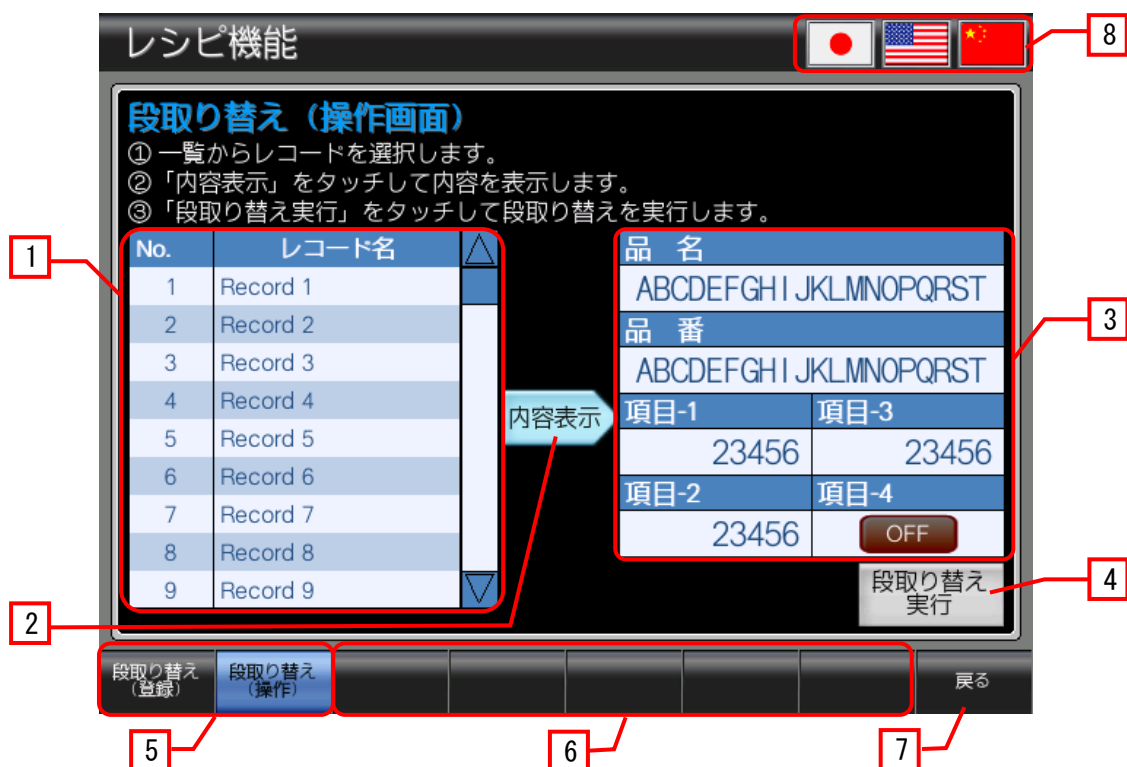 レシピ機能
8
段取り替え（操作画面）
① 一覧からレコードを選択します。
②「内容表示」をタッチして内容を表示します。
③「段取り替え実行」をタッチして段取り替えを実行します。
1
No. レコード名
1 Record 1
2 Record 2
3 Record 3
4 Record 4
5 Record 5
6 Record 6
7 Record 7
8 Record 8
9 Record 9
内容表示
2
品 名
ABCDEFGHIJKLMNOPQRST
品 番
ABCDEFGHIJKLMNOPQRST
項目-1 項目-3
23456 23456
項目-2 項目-4
23456 OFF
3
段取り替え
実行
4
段取り替え
（登録）
段取り替え
（操作）
戻る
5
6
7